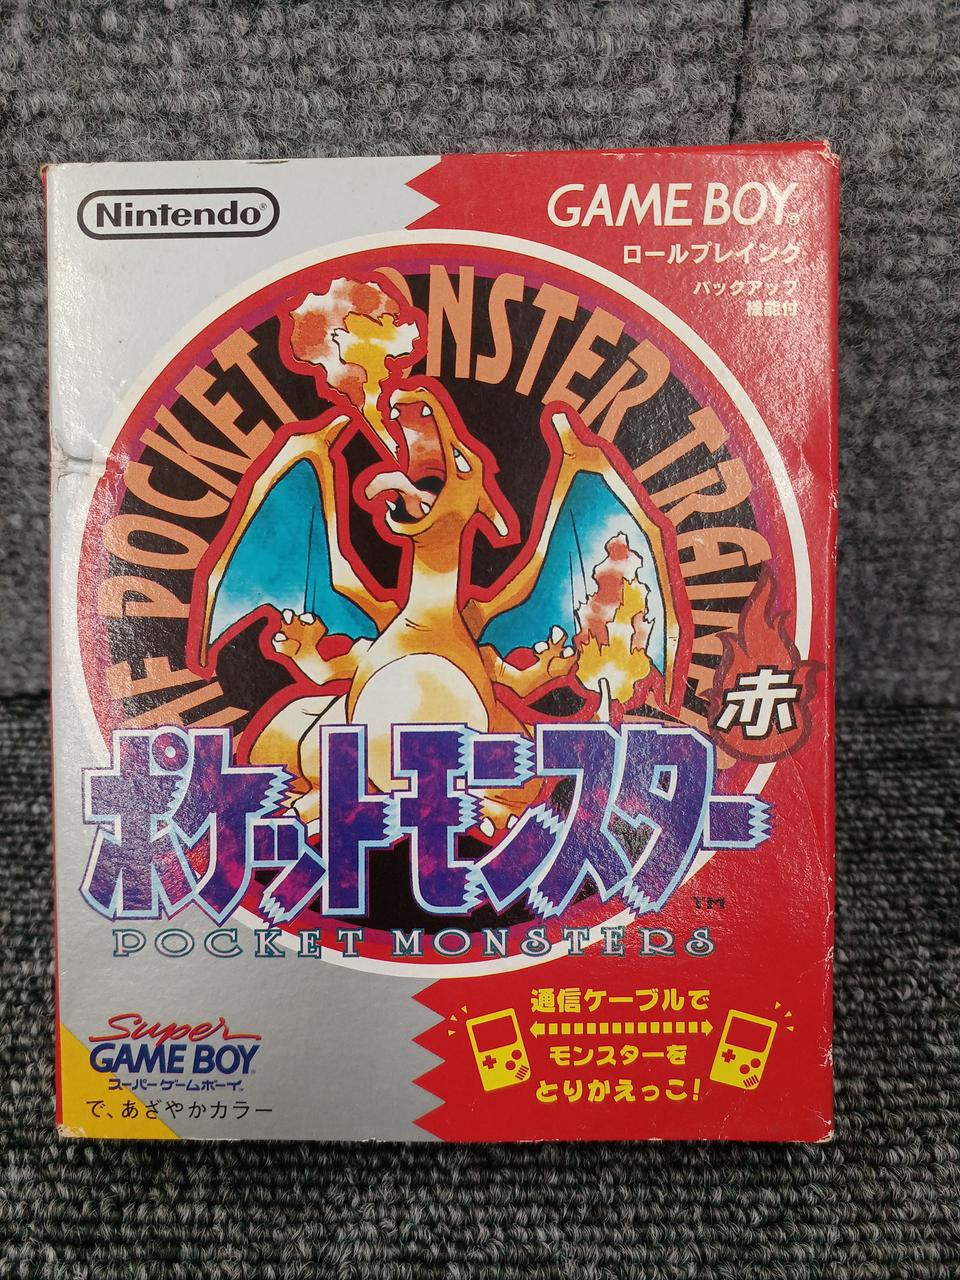 Nintendo®
GAME BOY®
ロールプレイング
バックアップ
機能付
POCKET MONSTER TRAINER
赤
ポケットモンスター
TM
POCKET MONSTERS
通信ケーブルで
モンスターを
とりかえっこ!
Super
GAME BOY
スーパーゲームボーイ
で、あざやかカラー